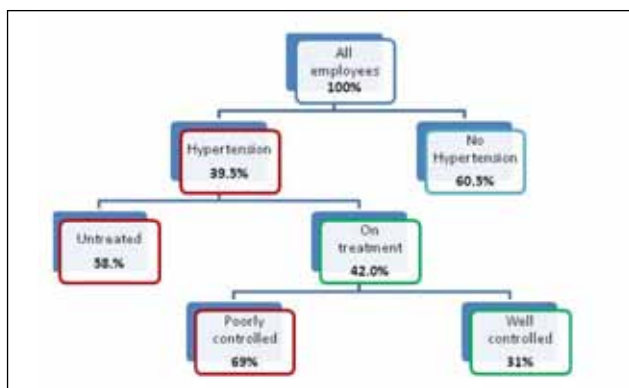 All
employees
100%
Hypertension
39.5%
No
Hypertension
60.5%
Untreated
58.%
On
treatment
42.0%
Poorly
controlled
69%
Well
controlled
31%